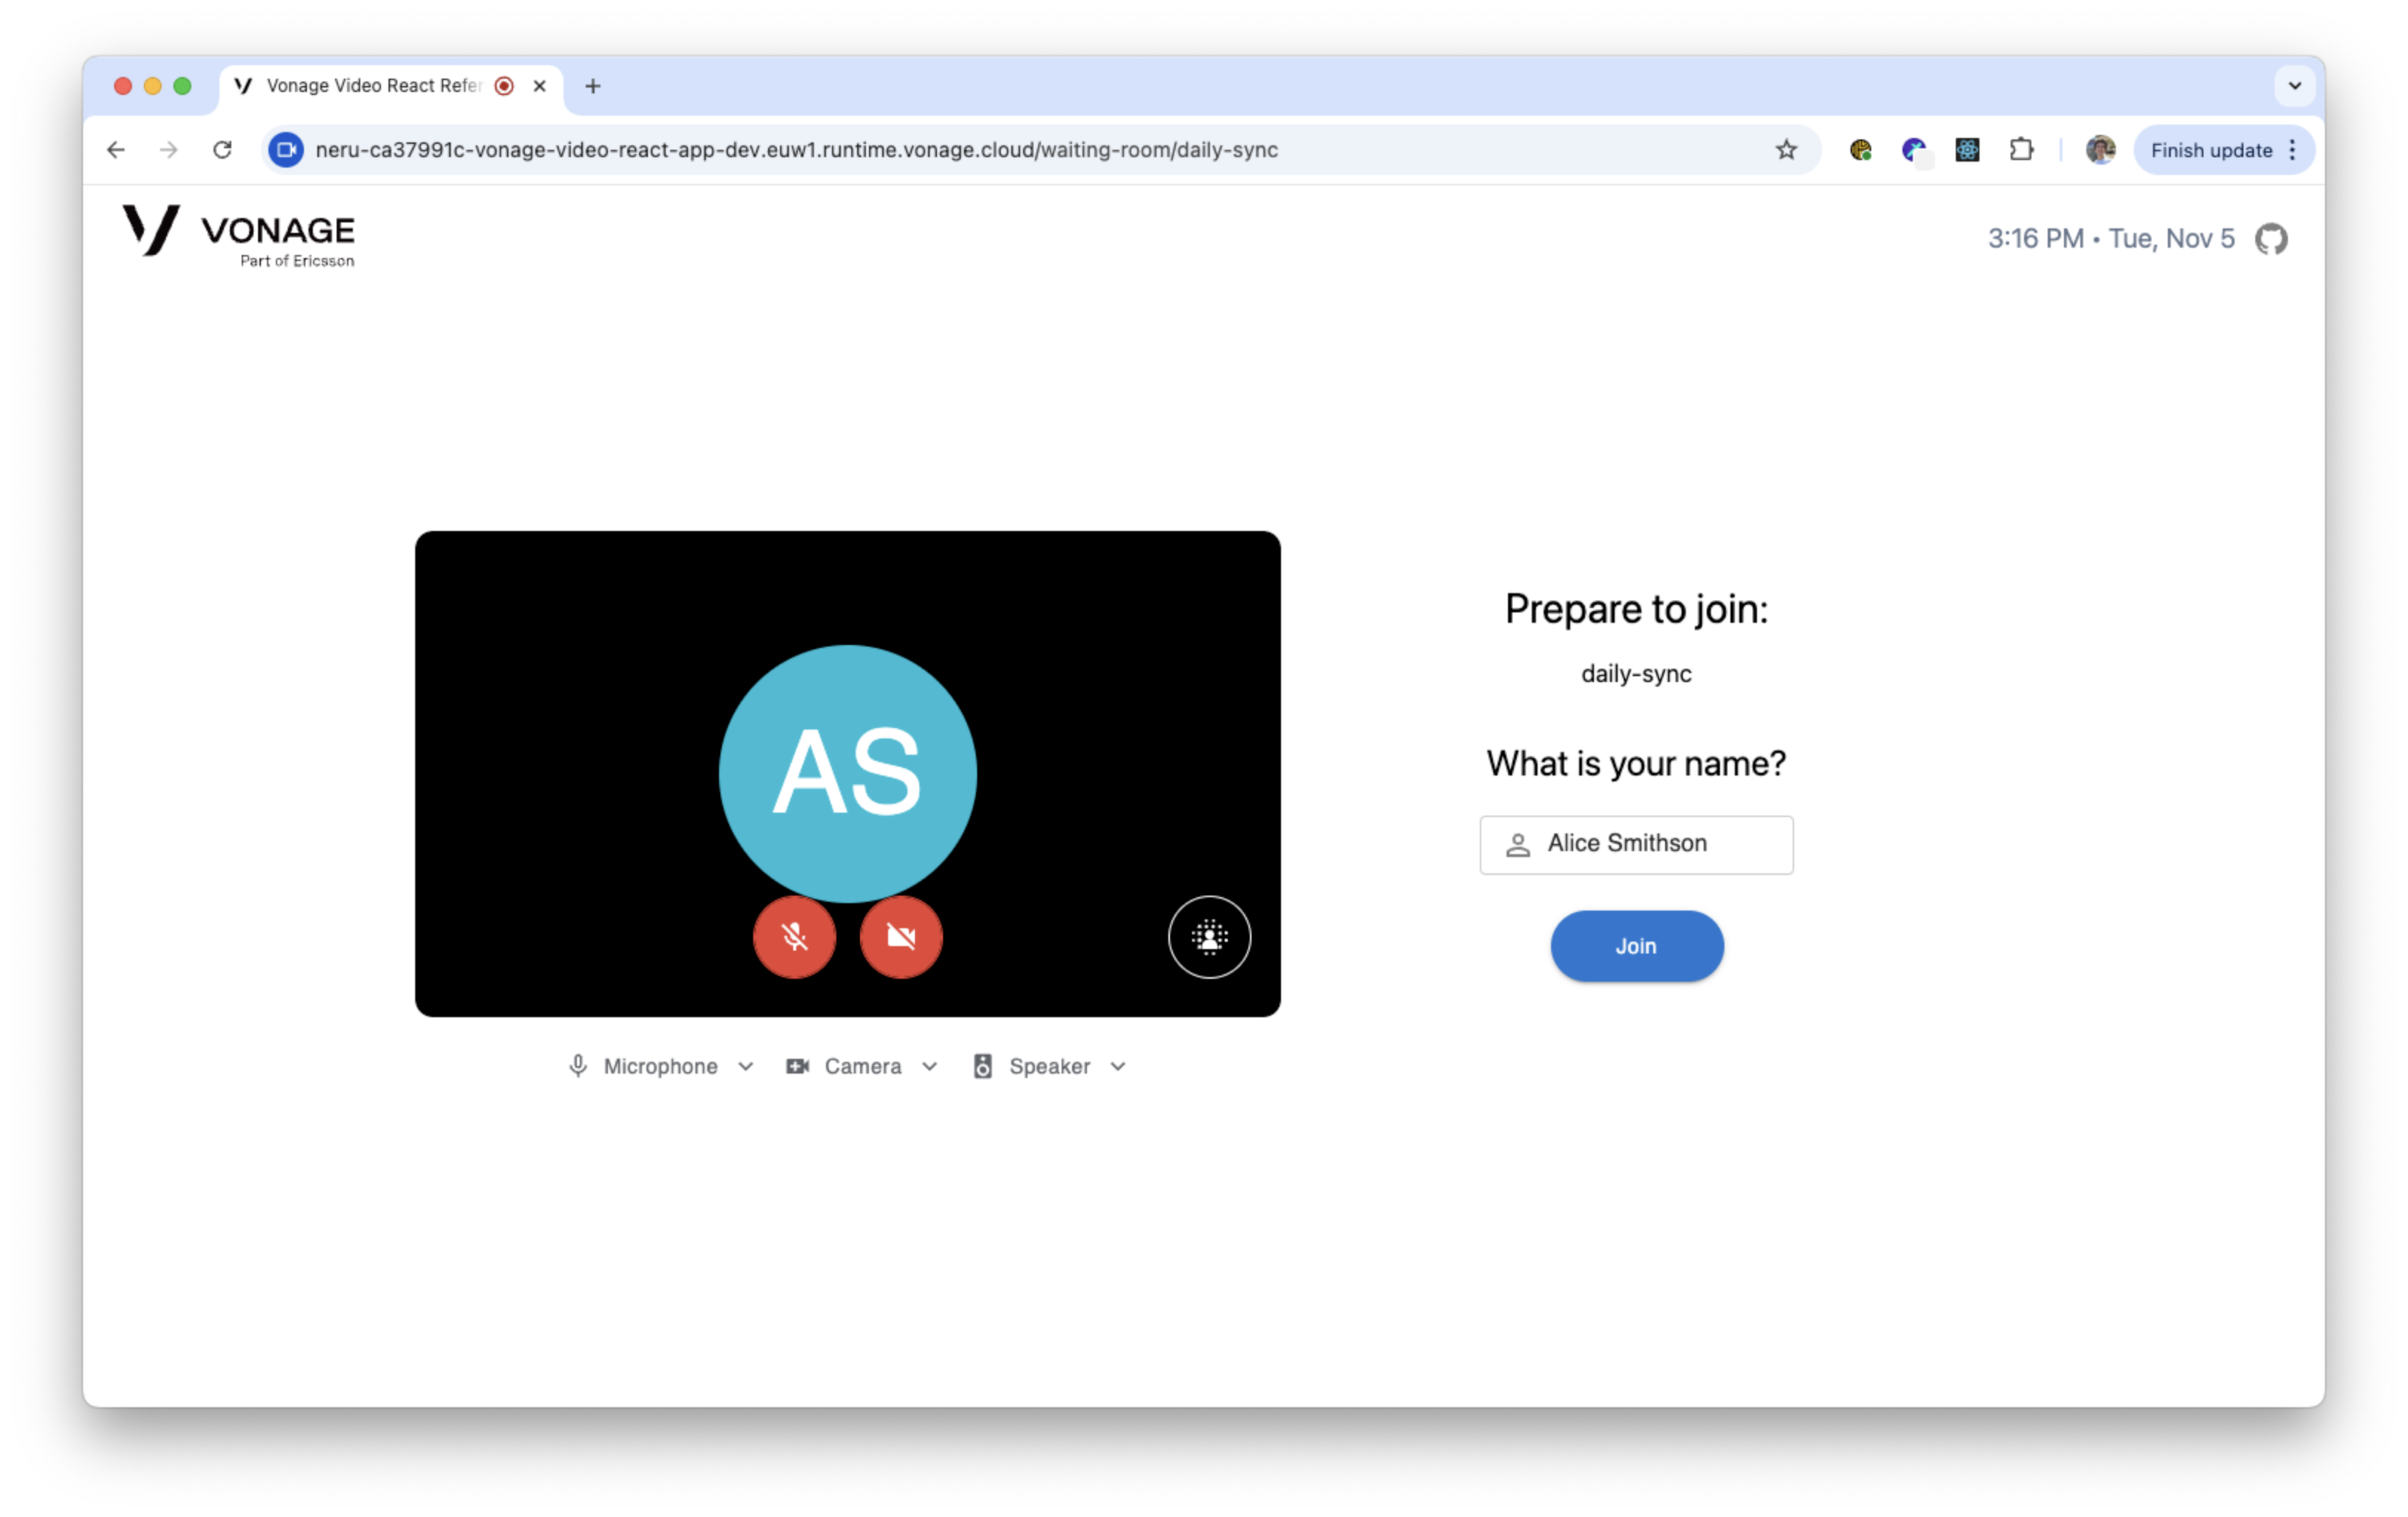 Vonage Video React Refer
neru-ca37991c-vonage-video-react-app-dev.euw1.runtime.vonage.cloud/waiting-room/daily-sync
Finish update
VONAGE
Part of Ericsson
3:16 PM • Tue, Nov 5
AS
Prepare to join:
daily-sync
What is your name?
Alice Smithson
Join
Microphone
Camera
Speaker